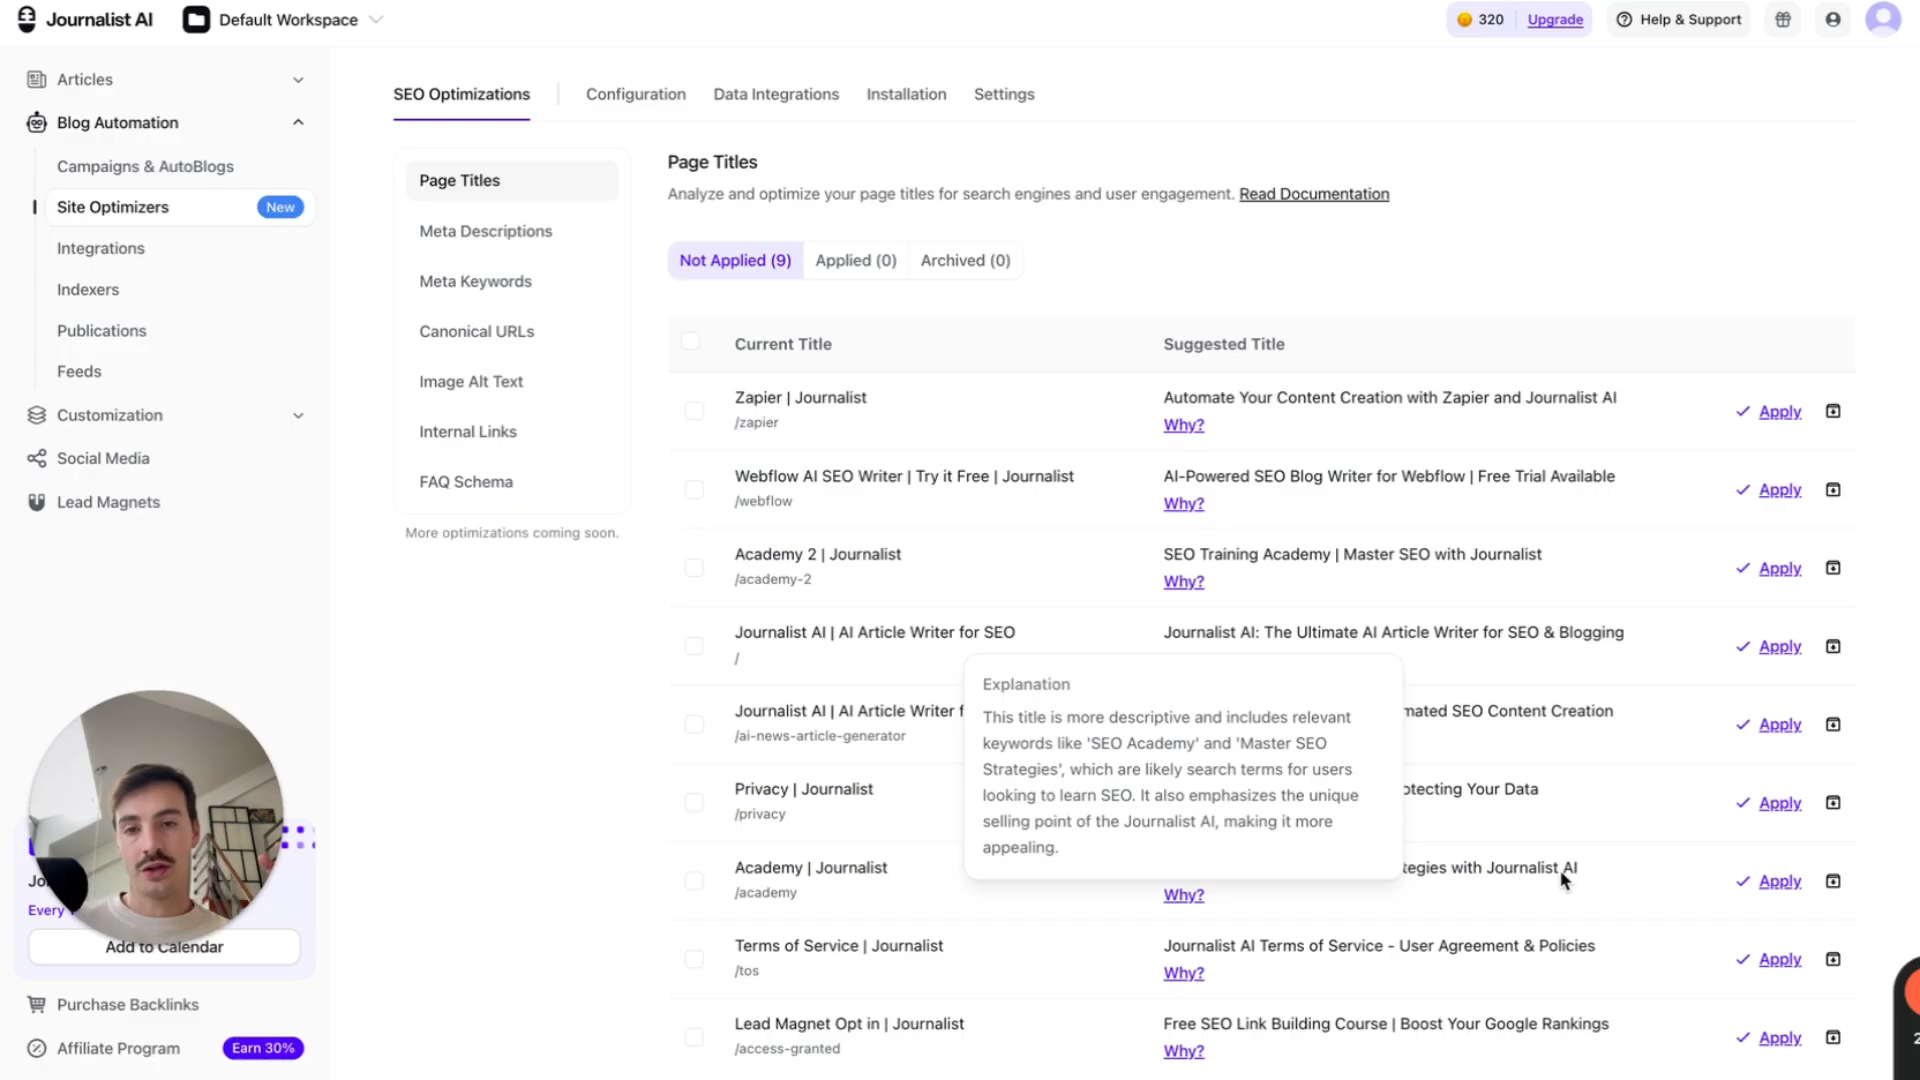 Journalist AI
Default Workspace
320
Upgrade
Help & Support
Articles
Blog Automation
Campaigns & AutoBlogs
Site Optimizers
New
Integrations
Indexers
Publications
Feeds
Customization
Social Media
Lead Magnets
Every
Add to Calendar
Purchase Backlinks
Affiliate Program
Earn 30%
SEO Optimizations
Configuration
Data Integrations
Installation
Settings
Page Titles
Meta Descriptions
Meta Keywords
Canonical URLs
Image Alt Text
Internal Links
FAQ Schema
More optimizations coming soon.
Page Titles
Analyze and optimize your page titles for search engines and user engagement. Read Documentation
Not Applied (9)
Applied (0)
Archived (0)
Current Title
Suggested Title
Zapier | Journalist
/zapier
Automate Your Content Creation with Zapier and Journalist AI
Why?
Apply
Webflow AI SEO Writer | Try it Free | Journalist
/webflow
AI-Powered SEO Blog Writer for Webflow | Free Trial Available
Why?
Apply
Academy 2 | Journalist
/academy-2
SEO Training Academy | Master SEO with Journalist
Why?
Apply
Journalist AI | AI Article Writer for SEO
/
Journalist AI: The Ultimate AI Article Writer for SEO & Blogging
Apply
Journalist AI | AI Article Writer
/ai-news-article-generator
mated SEO Content Creation
Apply
Privacy | Journalist
/privacy
otecting Your Data
Apply
Academy | Journalist
/academy
tegies with Journalist AI
Why?
Apply
Explanation
This title is more descriptive and includes relevant
keywords like 'SEO Academy' and 'Master SEO
Strategies', which are likely search terms for users
looking to learn SEO. It also emphasizes the unique
selling point of the Journalist AI, making it more
appealing.
Terms of Service | Journalist
/tos
Journalist AI Terms of Service - User Agreement & Policies
Why?
Apply
Lead Magnet Opt in | Journalist
/access-granted
Free SEO Link Building Course | Boost Your Google Rankings
Why?
Apply